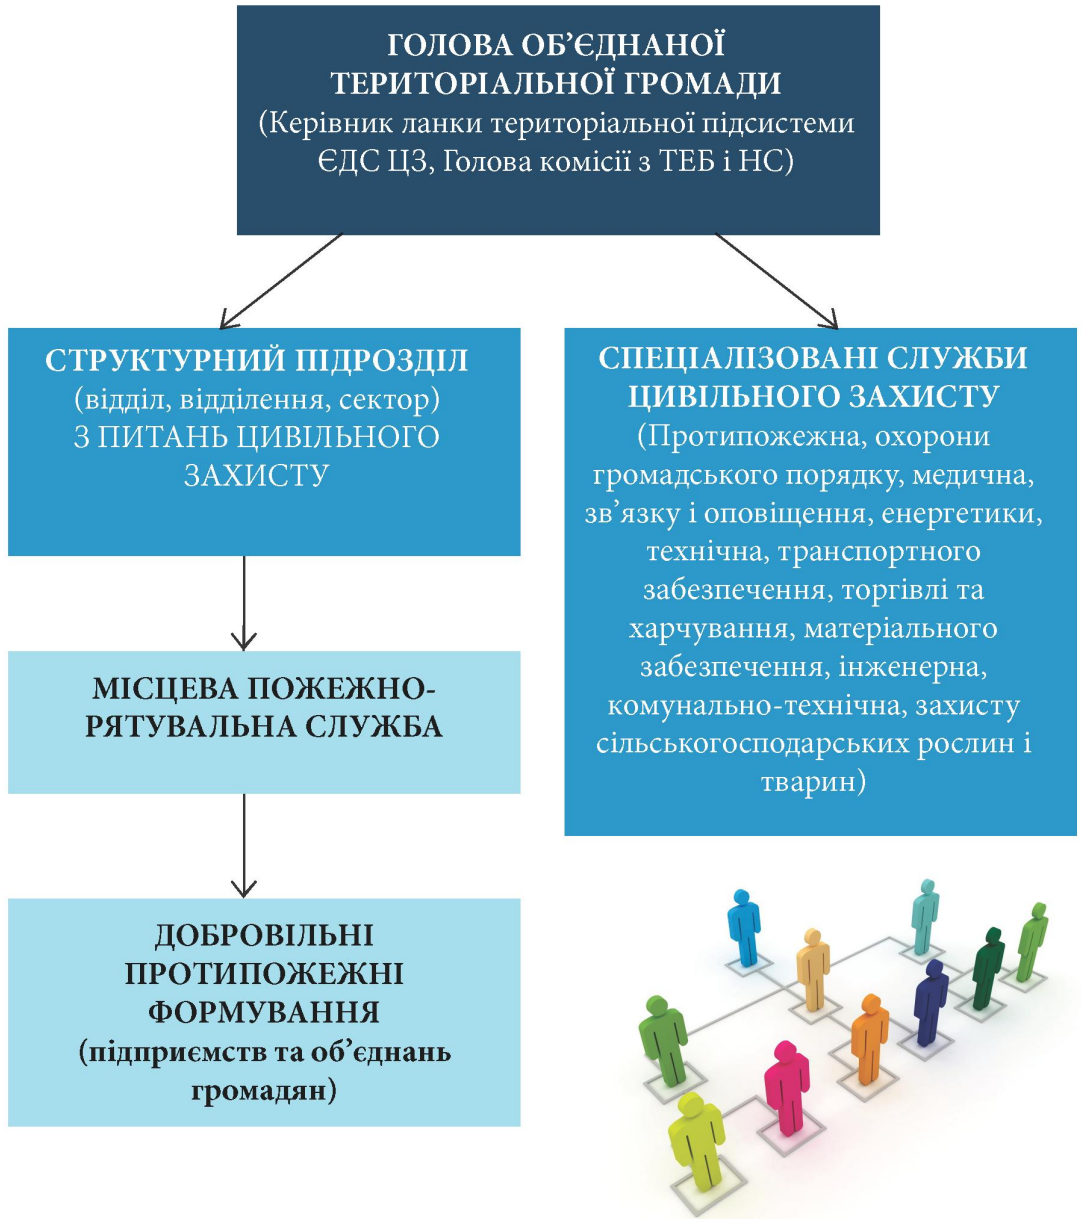 ГОЛОВА ОБ’ЄДНАНОЇ
ТЕРИТОРІАЛЬНОЇ ГРОМАДИ
(Керівник ланки територіальної підсистеми
ЄДС ЦЗ, Голова комісії з ТЕБ і НС)
СТРУКТУРНИЙ ПІДРОЗДІЛ
(відділ, відділення, сектор)
З ПИТАНЬ ЦИВІЛЬНОГО
ЗАХИСТУ
МІСЦЕВА ПОЖЕЖНО-
РЯТУВАЛЬНА СЛУЖБА
ДОБРОВІЛЬНІ
ПРОТИПОЖЕЖНІ
ФОРМУВАННЯ
(підприємств та об’єднань
громадян)
СПЕЦІАЛІЗОВАНІ СЛУЖБИ
ЦИВІЛЬНОГО ЗАХИСТУ
(Протипожежна, охорони
громадського порядку, медична,
зв’язку і оповіщення, енергетики,
технічна, транспортного
забезпечення, торгівлі та
харчування, матеріального
забезпечення, інженерна,
комунально-технічна, захисту
сільськогосподарських рослин і
тварин)